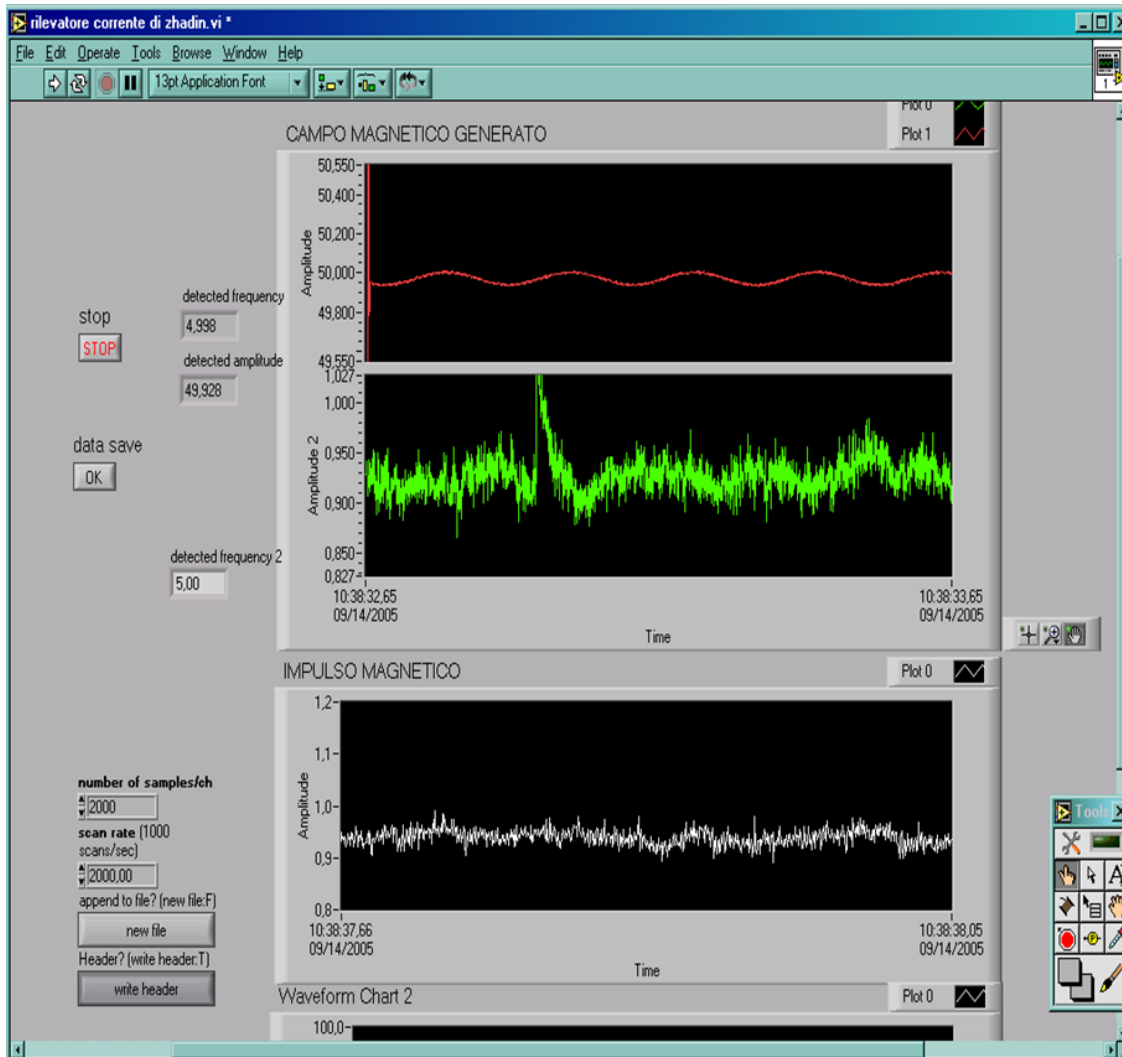 rilevatore corrente di zhadin.vi *
File Edit Operate Tools Browse Window Help
13pt Application Font
1
Plot 0
CAMPO MAGNETICO GENERATO
Plot 1
50,550
50,400
50,200
50,000
49,800
49,550
Amplitude
detected frequency
4,998
stop
STOP
detected amplitude
49,928
1,027
1,000
0,950
0,900
0,850
0,827
Amplitude 2
data save
OK
detected frequency 2
5,00
10:38:32,65
09/14/2005
10:38:33,65
09/14/2005
Time
IMPULSO MAGNETICO
Plot 0
1,2
1,1
1,0
0,9
0,8
Amplitude
10:38:37,66
09/14/2005
10:38:38,05
09/14/2005
Time
number of samples/ch
2000
scan rate (1000
scans/sec)
2000,00
append to file? (new file:F)
new file
Header? (write header:T)
write header
Tools
A
Waveform Chart 2
Plot 0
100,0